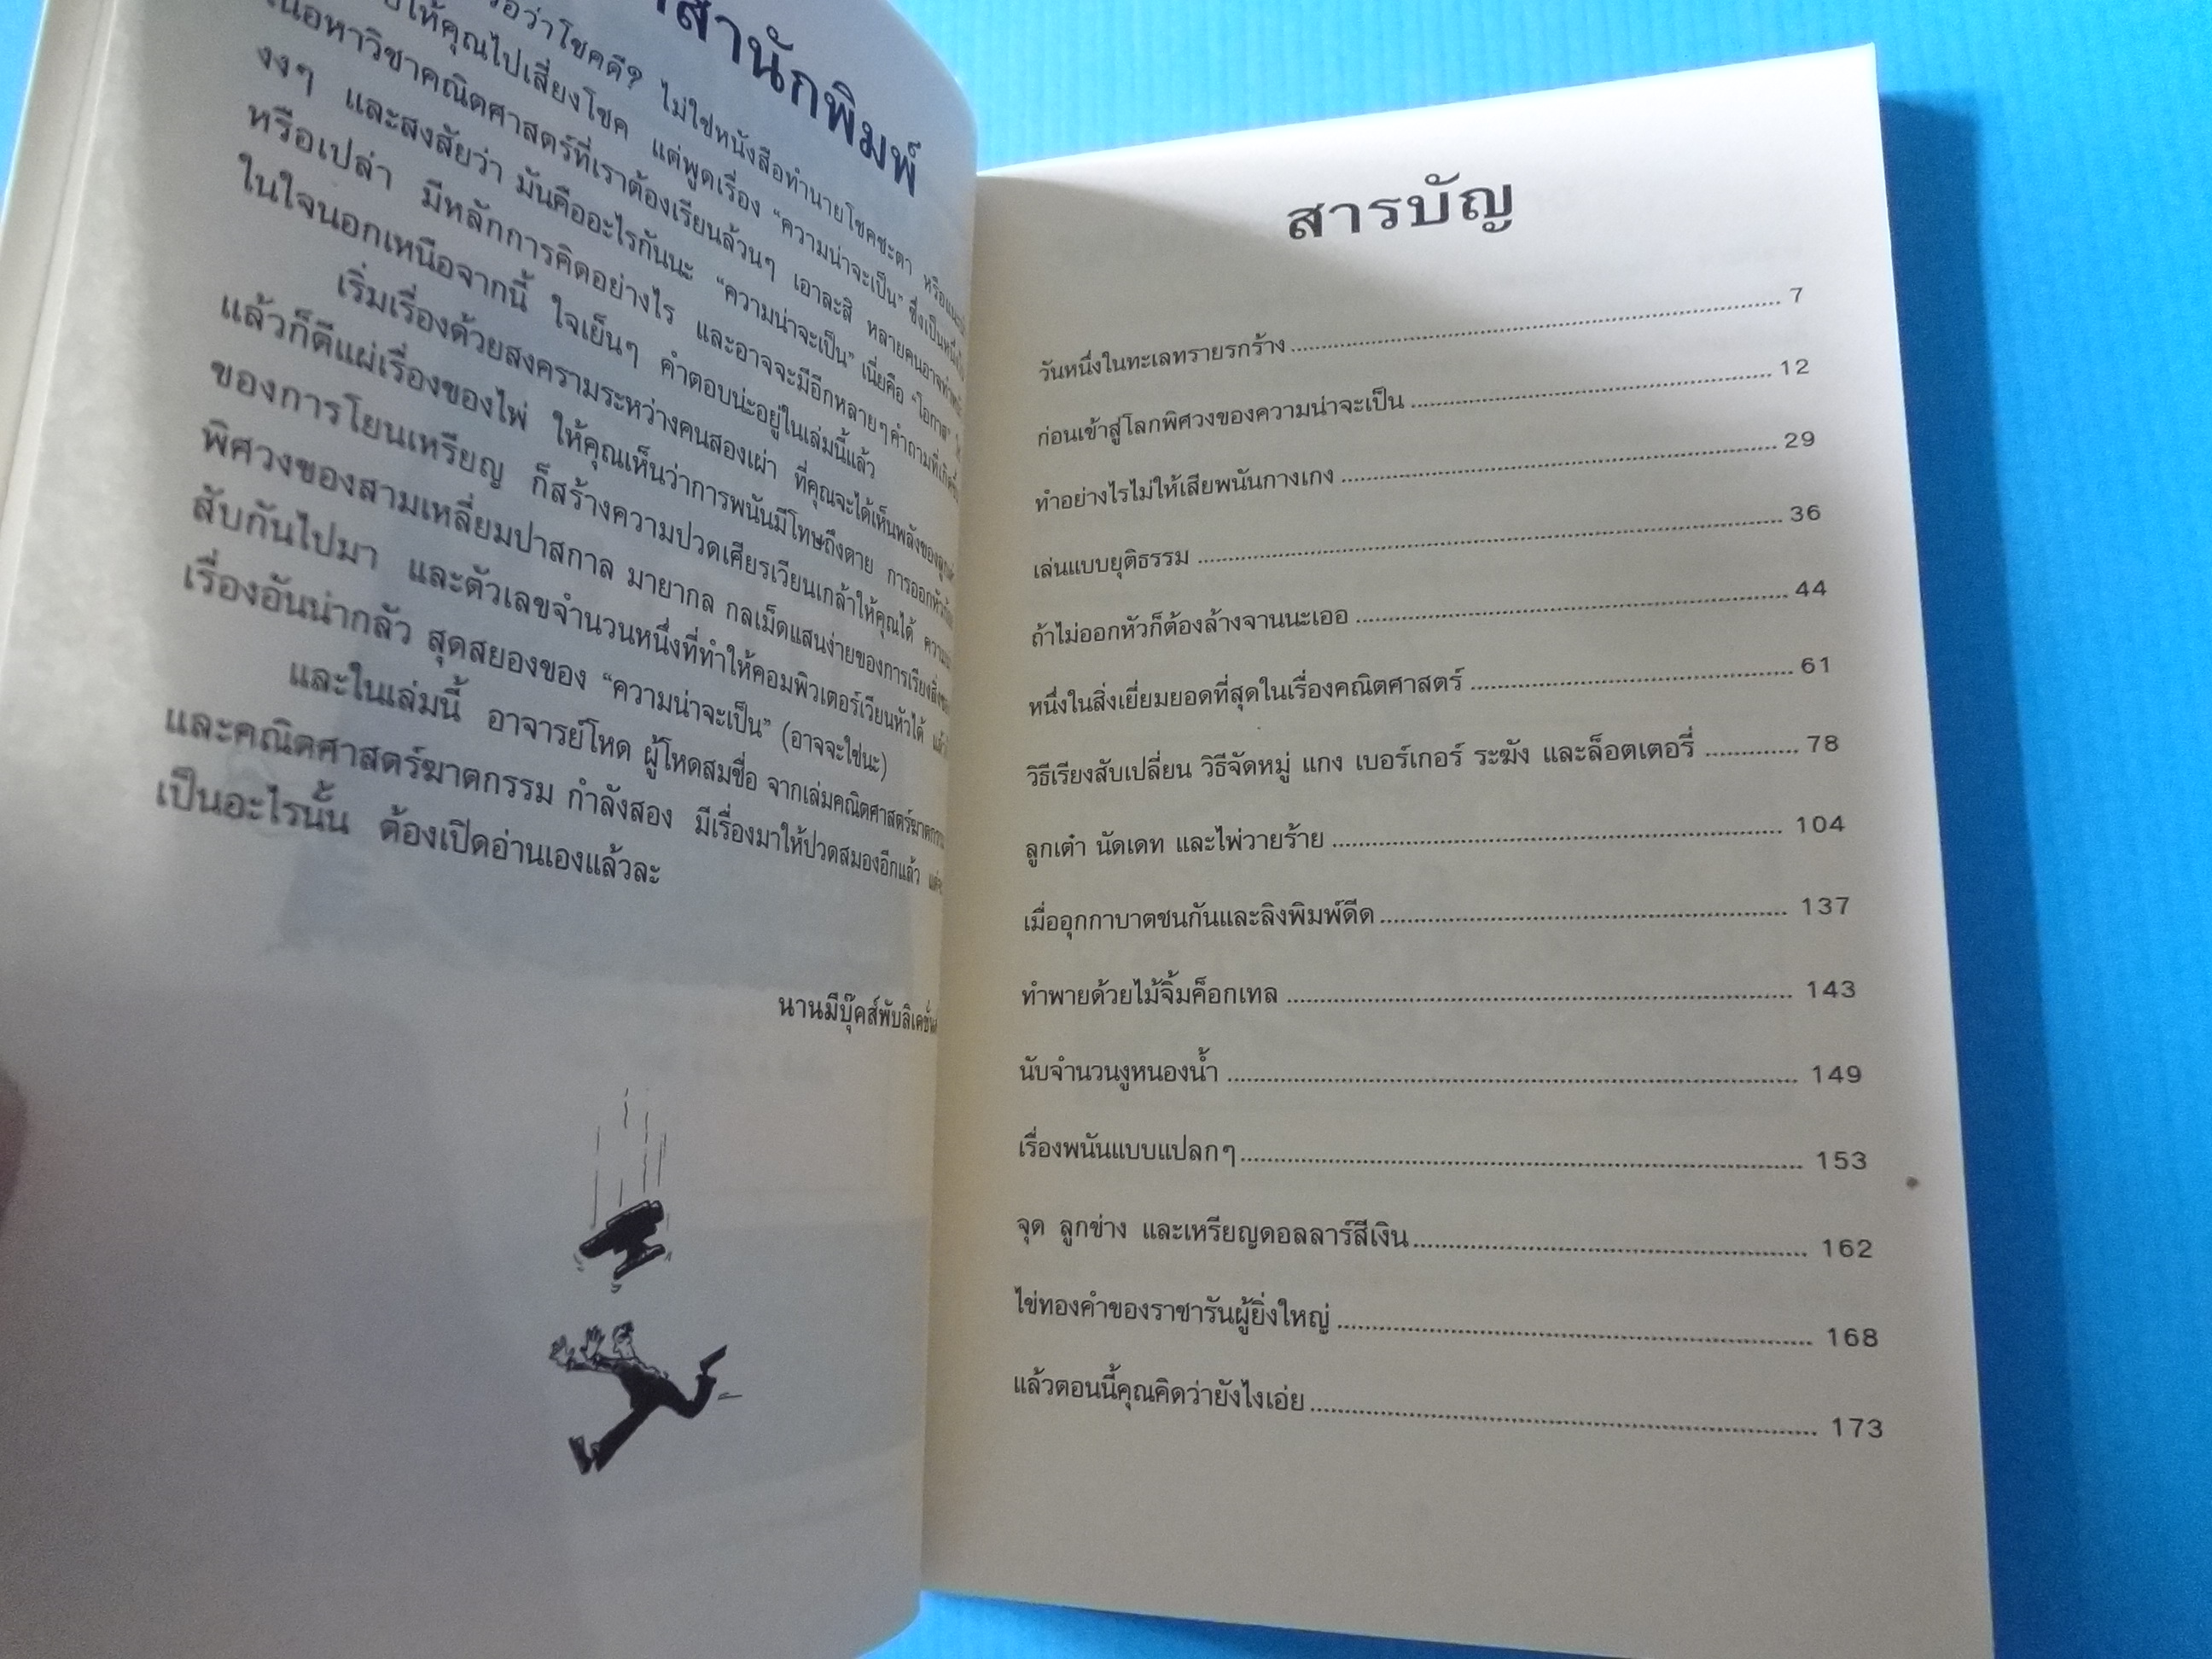 สำนักพิมพ์
ว่าโชคดี? ไม่ใช่หนังสือทำนายโชคชะตา
ให้คุณไปเสี่ยงโชค แต่พูดเรื่อง “ความน่าจะเป็น” ซึ่งเป็นหนึ่งใน
เนื้อหาวิชาคณิตศาสตร์ที่เราต้องเรียนล้วนๆ เอาละสิ หลายคนอาจทำหน้า
งงๆ และสงสัยว่า มันคืออะไรกันนะ “ความน่าจะเป็น” เนี่ยคือ “โอกาส”
หรือเปล่า มีหลักการคิดอย่างไร และอาจจะมีอีกหลายๆ คำถามที่เกิดขึ้น
ในใจนอกเหนือจากนี้ ใจเย็นๆ คำตอบน่ะอยู่ในเล่มนี้แล้ว
เริ่มเรื่องด้วยสงครามระหว่างคนสองเผ่า ที่คุณจะได้เห็นพลังของลูกเต๋า
แล้วก็ตีแผ่เรื่องของไพ่ ให้คุณเห็นว่าการพนันมีโทษถึงตาย การออกหัวก้อย
ของการโยนเหรียญ ก็สร้างความปวดเศียรเวียนเกล้าให้คุณได้
พิศวงของสามเหลี่ยมปาสกาล มายากล กลเม็ดแสนง่ายของการเรียงสิ่งของ
สับกันไปมา และตัวเลขจำนวนหนึ่งที่ทำให้คอมพิวเตอร์เวียนหัวได้
เรื่องอันน่ากลัว สุดสยองของ “ความน่าจะเป็น” (อาจจะใช่นะ)
และในเล่มนี้ อาจารย์โหด ผู้โหดสมชื่อ จากเล่มคณิตศาสตร์ฆาตกรรม
และคณิตศาสตร์ฆาตกรรม กำลังสอง มีเรื่องมาให้ปวดสมองอีกแล้ว
เป็นอะไรนั้น ต้องเปิดอ่านเองแล้วละ
นานมีบุ๊คส์พับลิเคชั่นส์
สารบัญ
วันหนึ่งในทะเลทรายรกร้าง 7
ก่อนเข้าสู่โลกพิศวงของความน่าจะเป็น 12
ทำอย่างไรไม่ให้เสียพนันกางเกง 29
เล่นแบบยุติธรรม 36
ถ้าไม่ออกหัวก็ต้องล้างจานนะเออ 44
หนึ่งในสิ่งเยี่ยมยอดที่สุดในเรื่องคณิตศาสตร์ 61
วิธีเรียงสับเปลี่ยน วิธีจัดหมู่ แกง เบอร์เกอร์ ระฆัง และล็อตเตอรี่ 78
ลูกเต๋า นัดเดท และไพ่วายร้าย 104
เมื่ออุกกาบาตชนกันและลิงพิมพ์ดีด 137
ทำพายด้วยไม้จิ้มค็อกเทล 143
นับจำนวนงูหนองน้ำ 149
เรื่องพนันแบบแปลกๆ 153
จุด ลูกข่าง และเหรียญดอลลาร์สีเงิน 162
ไข่ทองคำของราชารันผู้ยิ่งใหญ่ 168
แล้วตอนนี้คุณคิดว่ายังไงเอ่ย 173